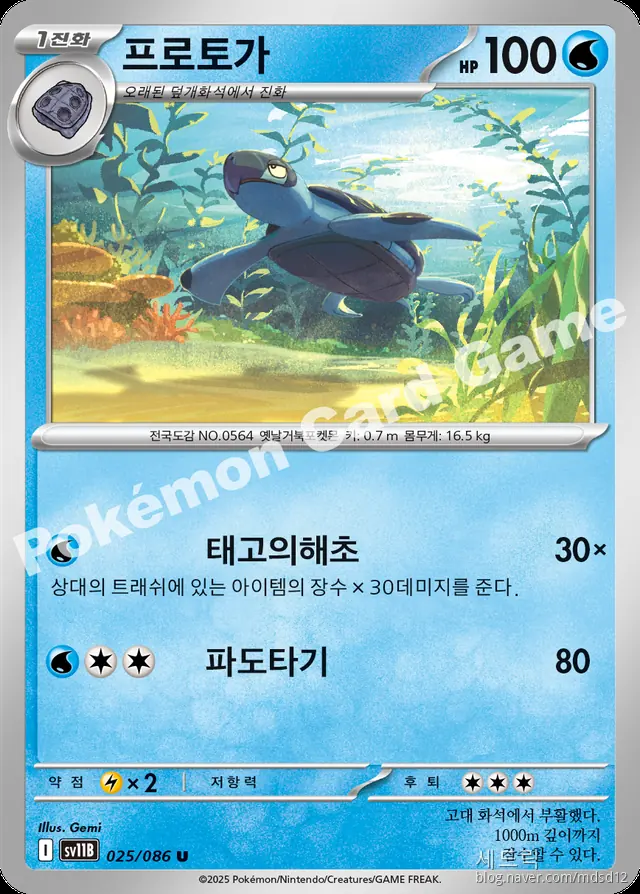 1진화
프로토가
HP 100
오래된 덮개화석에서 진화
전국도감 NO.0564 옛날거북포켓몬 키: 0.7 m 몸무게: 16.5 kg
Pokémon Card Game
태고의해초 30×
상대의 트래쉬에 있는 아이템의 장수 × 30데미지를 준다.
파도타기 80
약점 ×2 저항력 후퇴
Illus. Gemi
I sv11B 025/086 U
고대 화석에서 부활했다.
1000m 깊이까지
잠수할 수 있다.
blog.naver.com/mdsd12
©2025 Pokémon/Nintendo/Creatures/GAME FREAK.